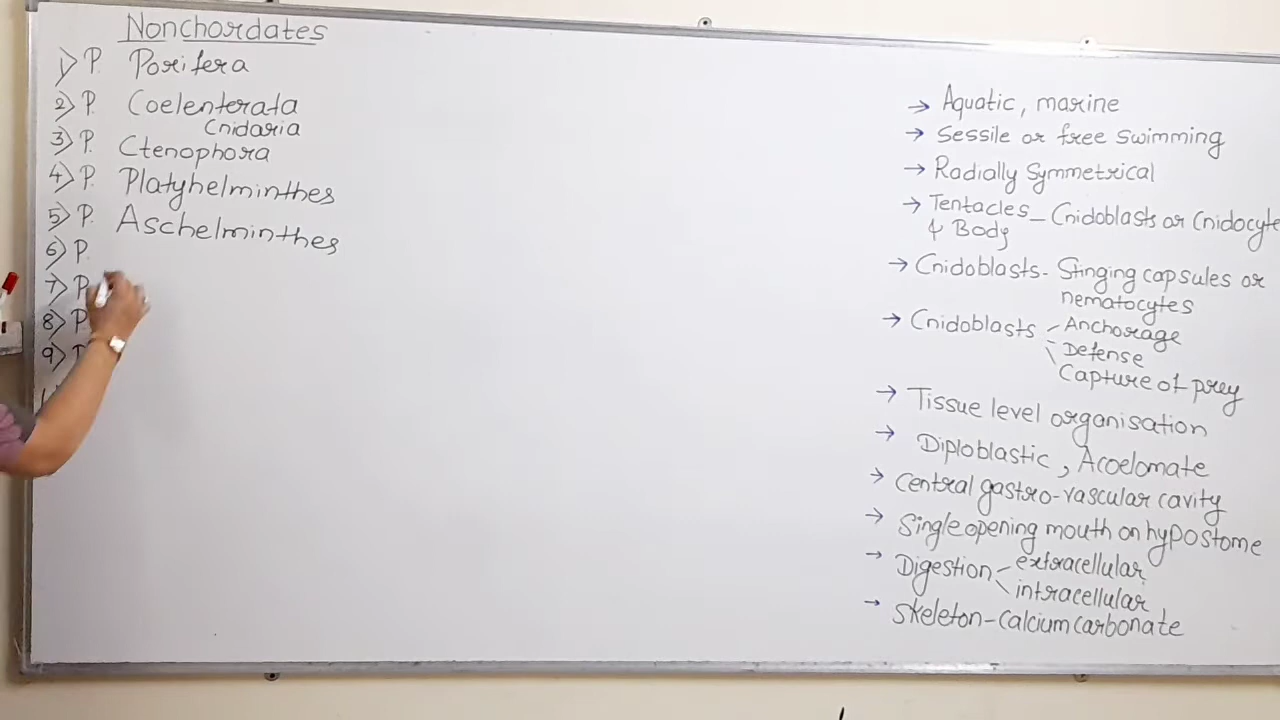 Nonchordates
1) P. Porifera
2) P. Coelenterata
Cnidaria
3) P. Ctenophora
4) P. Platyhelminthes
5) P. Aschelminthes
6) P.
7) P
8) P
9)
→ Aquatic, marine
→ Sessile or free swimming
→ Radially Symmetrical
→ Tentacles - Cnidoblasts or Cnidocyte
& Body
→ Cnidoblasts - Stinging capsules or
nematocytes
→ Cnidoblasts - Anchorage
- Defense
\ Capture of prey
→ Tissue level organisation
→ Diploblastic, Acoelomate
→ Central gastro-vascular cavity
→ Single opening mouth on hypostome
→ Digestion - extracellular
\ intracellular
→ Skeleton - Calcium carbonate